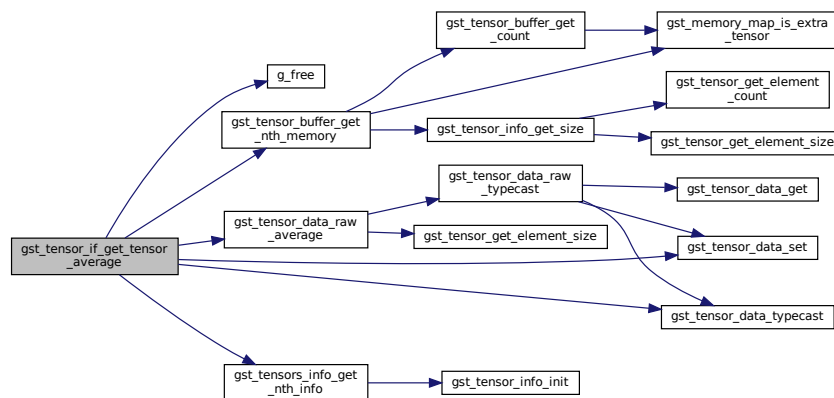 gst_tensor_buffer_get
_count
gst_memory_map_is_extra
_tensor
g_free
gst_tensor_get_element
_count
gst_tensor_buffer_get
_nth_memory
gst_tensor_info_get_size
gst_tensor_get_element_size
gst_tensor_data_raw
_typecast
gst_tensor_data_get
gst_tensor_data_raw
_average
gst_tensor_get_element_size
gst_tensor_if_get_tensor
_average
gst_tensor_data_set
gst_tensor_data_typecast
gst_tensors_info_get
_nth_info
gst_tensor_info_init